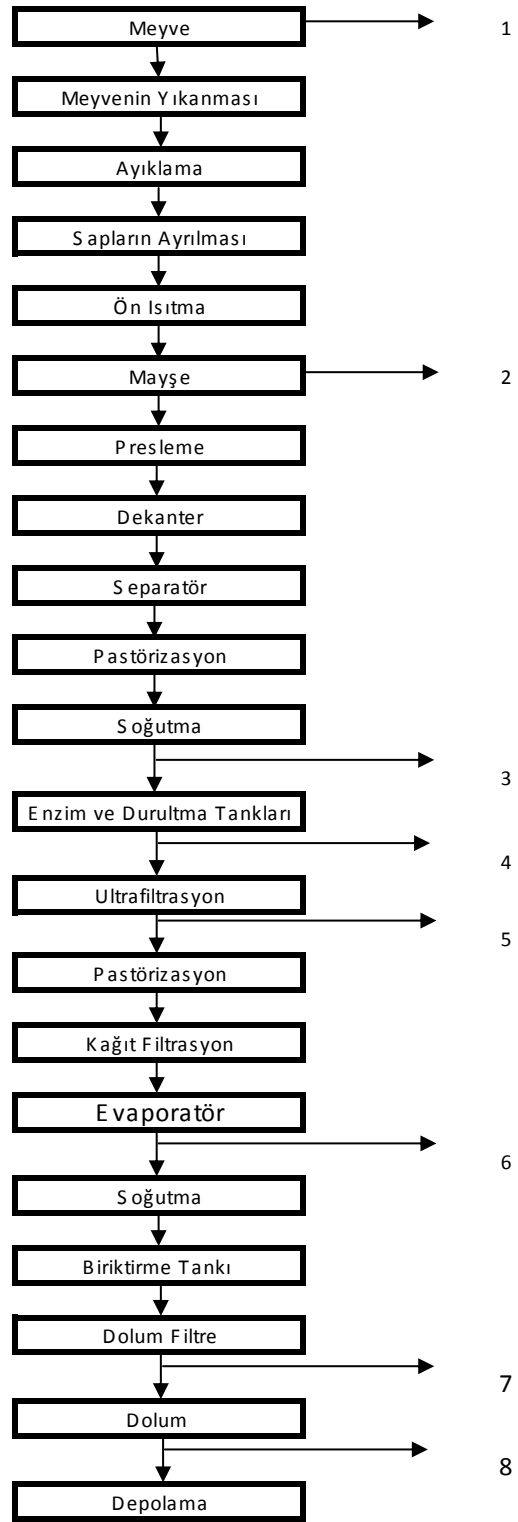 Meyve
1
Meyvenin Yıkanması
Ayıklama
Sapların Ayrılması
Ön Isıtma
Mayşe
2
Presleme
Dekanter
Separatör
Pastörizasyon
Soğutma
3
Enzim ve Durultma Tankları
4
Ultrafiltrasyon
5
Pastörizasyon
Kağıt Filtrasyon
Evaporatör
6
Soğutma
Biriktirme Tankı
Dolum Filtre
7
Dolum
8
Depolama